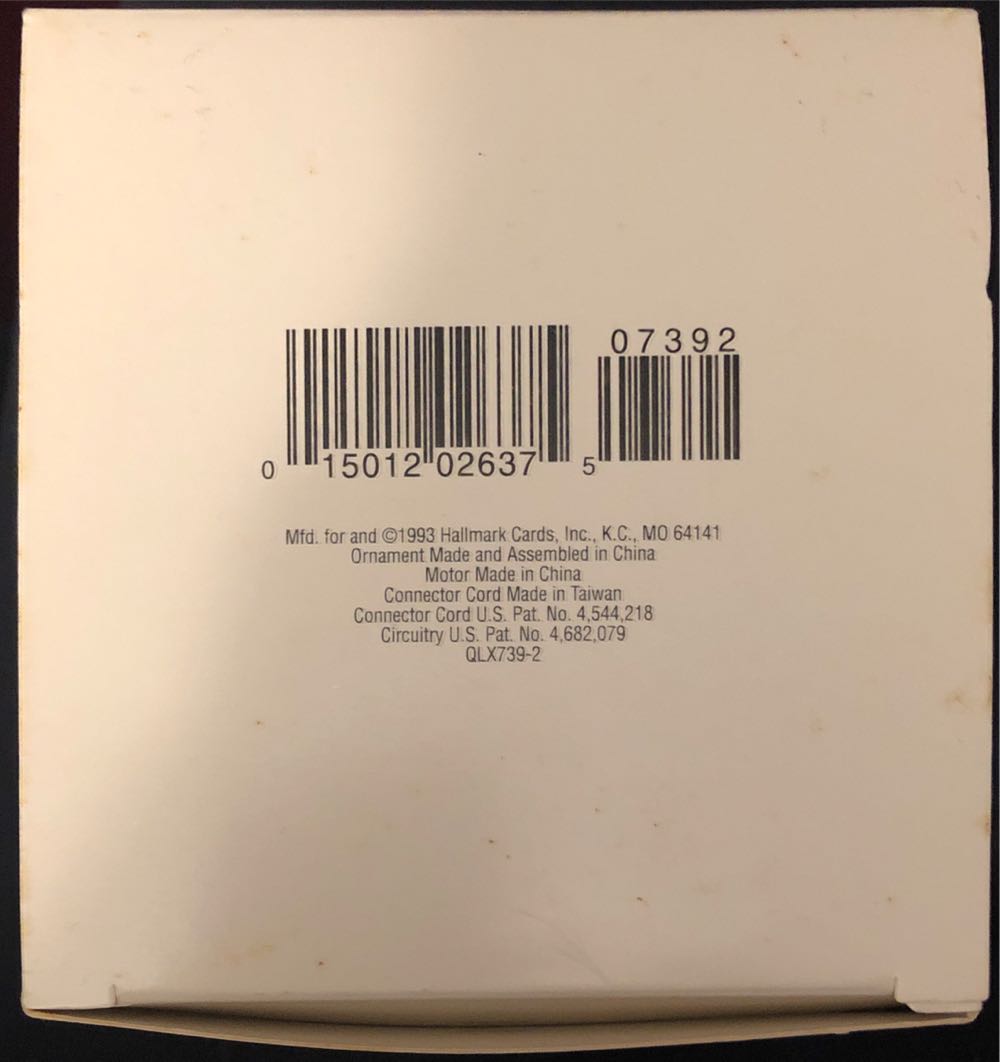 07392
0 15012 02637 5
Mfd. for and ©1993 Hallmark Cards, Inc., K.C., MO 64141
Ornament Made and Assembled in China
Motor Made in China
Connector Cord Made in Taiwan
Connector Cord U.S. Pat. No. 4,544,218
Circuitry U.S. Pat. No. 4,682,079
QLX739-2